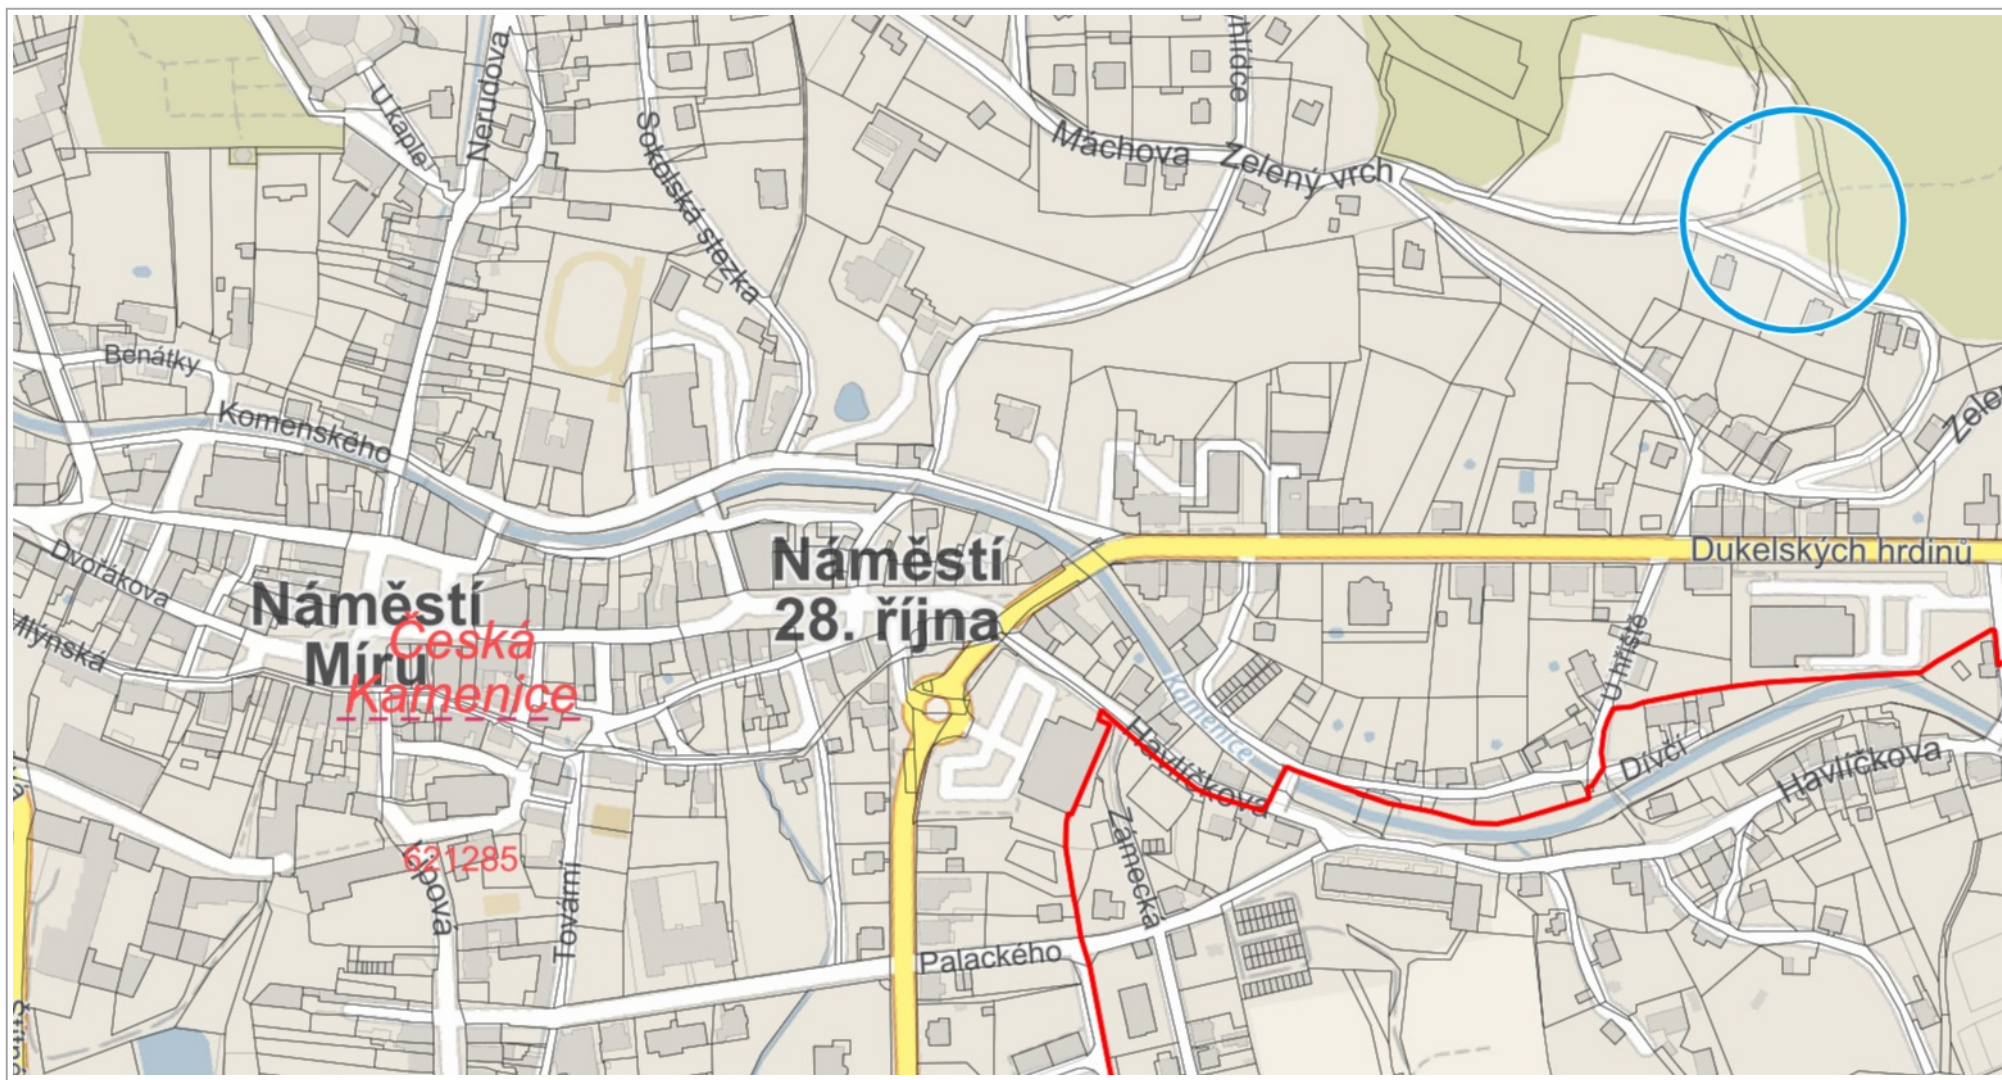 Nerudova
U kaple
Sokolská stezka
Máchova
Zelený vrch
Benátky
Komenského
Dvořákova
Mlýnská
Náměstí
Míru
Česká
Kamenice
Náměstí
28. října
Dukelských hrdinů
U hřiště
Kamenice
Havlíčkova
Dívčí
Havlíčkova
Zámecká
621285
Lipová
Tovární
Palackého